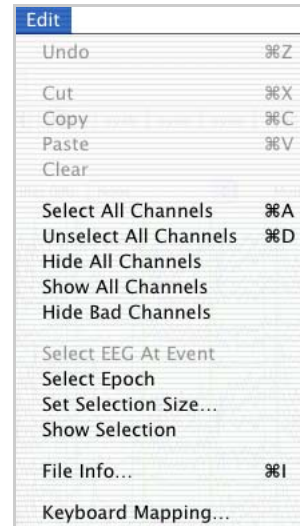 Edit
Undo ⌘Z
Cut ⌘X
Copy ⌘C
Paste ⌘V
Clear
Select All Channels ⌘A
Unselect All Channels ⌘D
Hide All Channels
Show All Channels
Hide Bad Channels
Select EEG At Event
Select Epoch
Set Selection Size...
Show Selection
File Info... ⌘I
Keyboard Mapping...